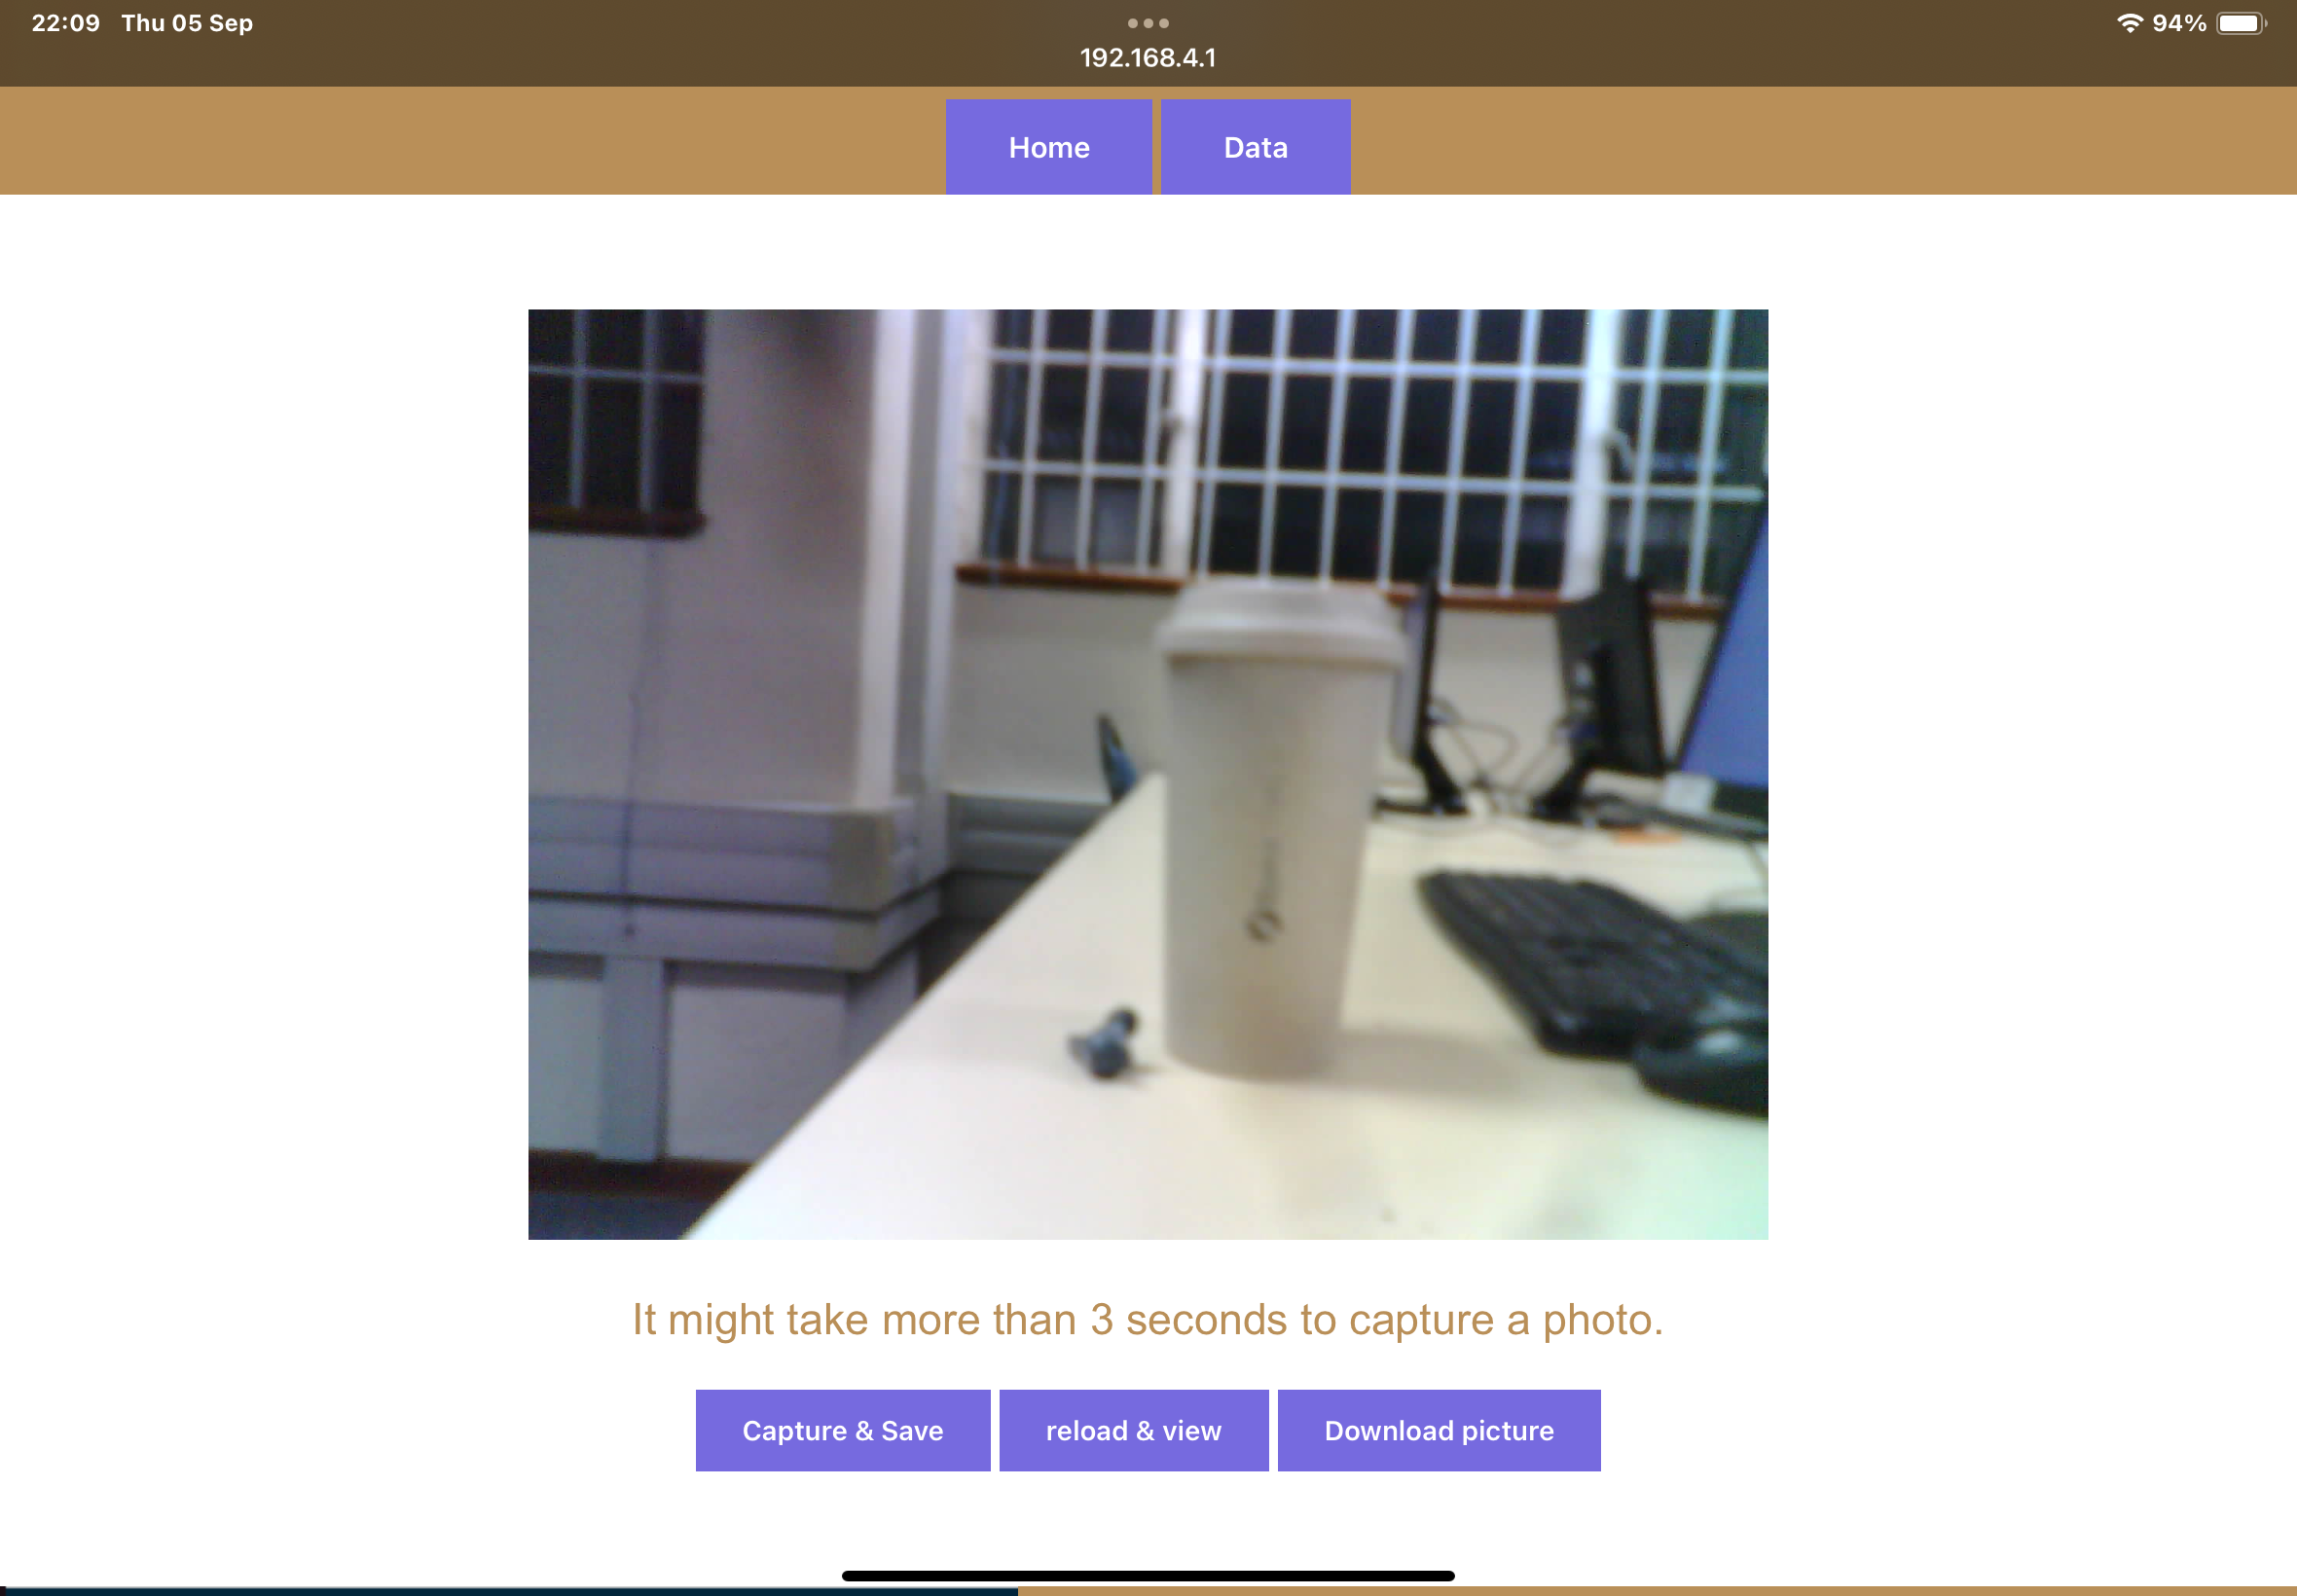 22:09 Thu 05 Sep
94%
192.168.4.1
Home Data
It might take more than 3 seconds to capture a photo.
Capture & Save reload & view Download picture